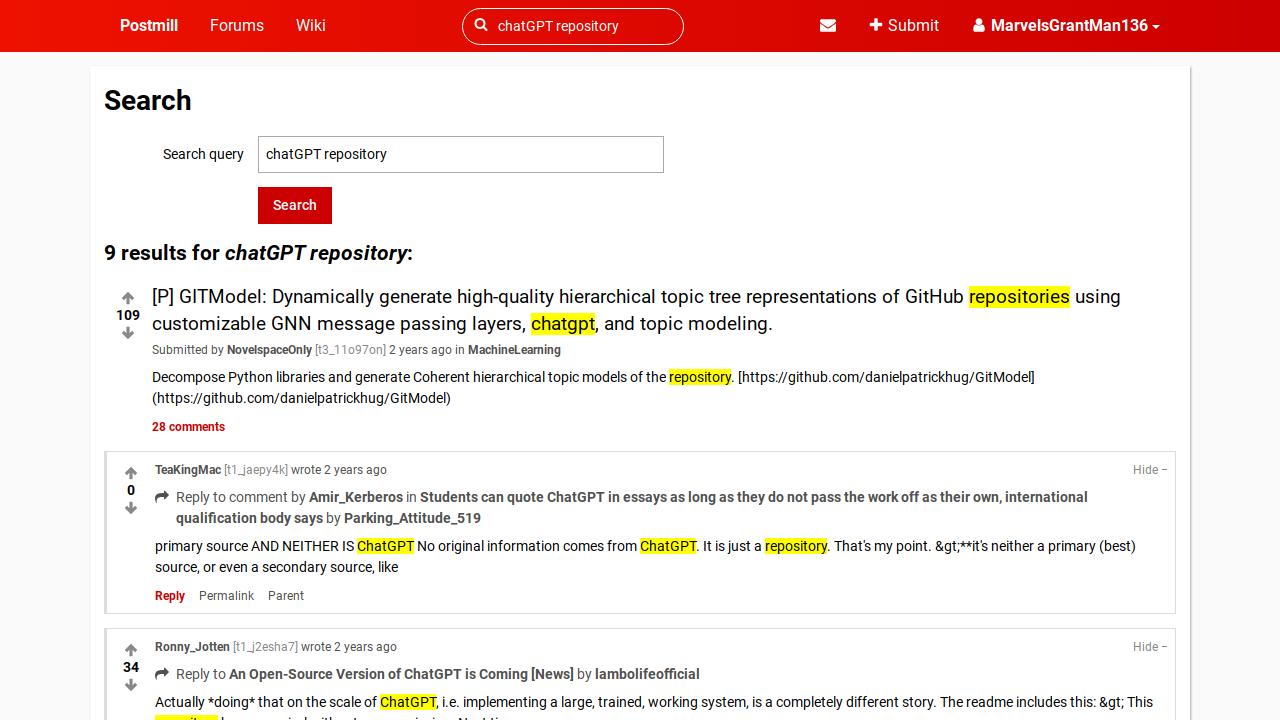 Postmill Forums Wiki chatGPT repository Submit MarvelsGrantMan136
Search
Search query chatGPT repository
Search
9 results for chatGPT repository:
[P] GITModel: Dynamically generate high-quality hierarchical topic tree representations of GitHub repositories using
customizable GNN message passing layers, chatgpt, and topic modeling.
109
Submitted by NovelspaceOnly [t3_11o97on] 2 years ago in MachineLearning
Decompose Python libraries and generate Coherent hierarchical topic models of the repository. [https://github.com/danielpatrickhug/GitModel]
(https://github.com/danielpatrickhug/GitModel)
28 comments
TeaKingMac [t1_jaepy4k] wrote 2 years ago Hide −
0
Reply to comment by Amir_Kerberos in Students can quote ChatGPT in essays as long as they do not pass the work off as their own, international
qualification body says by Parking_Attitude_519
primary source AND NEITHER IS ChatGPT No original information comes from ChatGPT. It is just a repository. That's my point. &gt;**it's neither a primary (best)
source, or even a secondary source, like
Reply Permalink Parent
Ronny_Jotten [t1_j2esha7] wrote 2 years ago Hide −
34
Reply to An Open-Source Version of ChatGPT is Coming [News] by lambolifeofficial
Actually *doing* that on the scale of ChatGPT, i.e. implementing a large, trained, working system, is a completely different story. The readme includes this: &gt; This